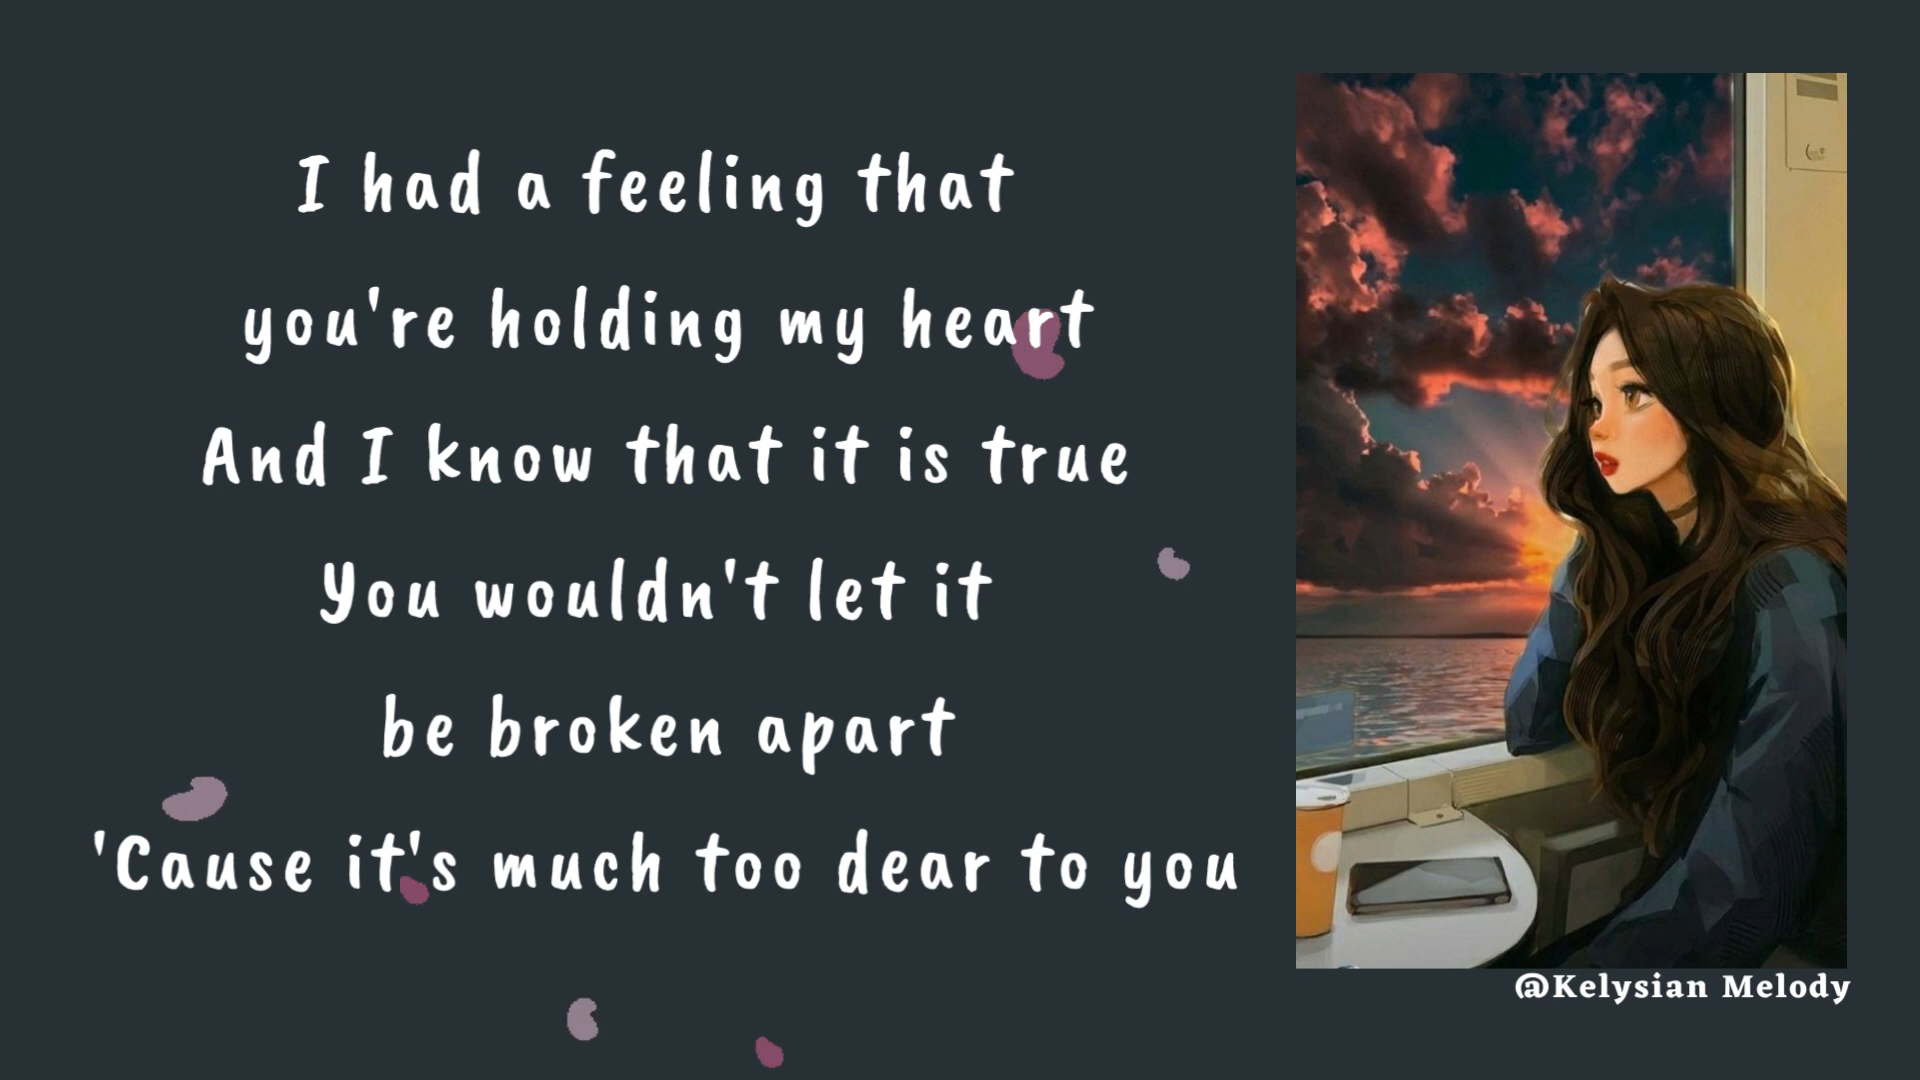 I had a feeling that
you're holding my heart
And I know that it is true
You wouldn't let it
be broken apart
'Cause it's much too dear to you
@Kelysian Melody